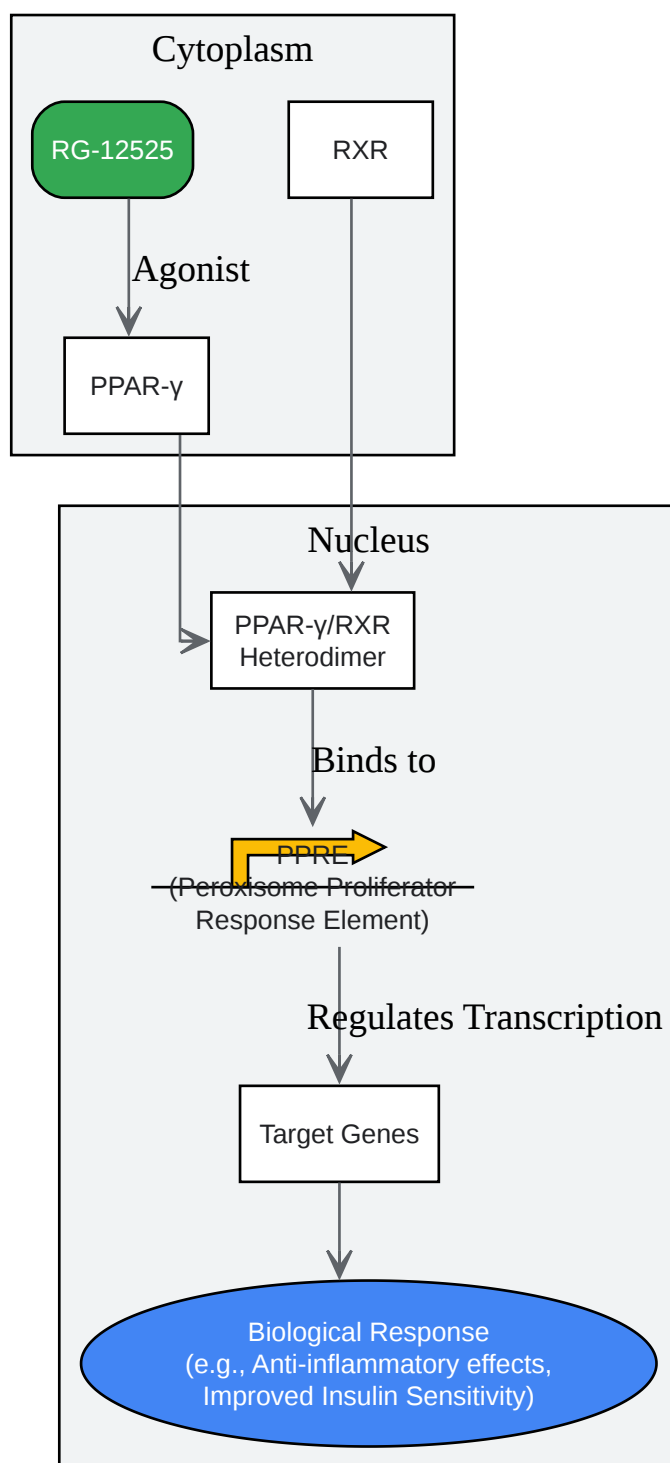 Cytoplasm
RG-12525
RXR
Agonist
PPAR-γ
Nucleus
PPAR-γ/RXR
Heterodimer
Binds to
PPRE
(Peroxisome Proliferator
Response Element)
Regulates Transcription
Target Genes
Biological Response
(e.g., Anti-inflammatory effects,
Improved Insulin Sensitivity)